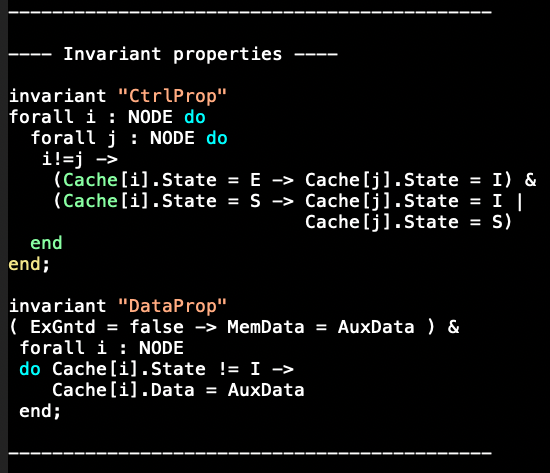 --------------------------------------------
---- Invariant properties ----
invariant "CtrlProp"
forall i : NODE do
  forall j : NODE do
   i!=j ->
    (Cache[i].State = E -> Cache[j].State = I) &
    (Cache[i].State = S -> Cache[j].State = I |
                           Cache[j].State = S)
  end
end;
invariant "DataProp"
( ExGntd = false -> MemData = AuxData ) &
 forall i : NODE
 do Cache[i].State != I ->
    Cache[i].Data = AuxData
 end;
--------------------------------------------